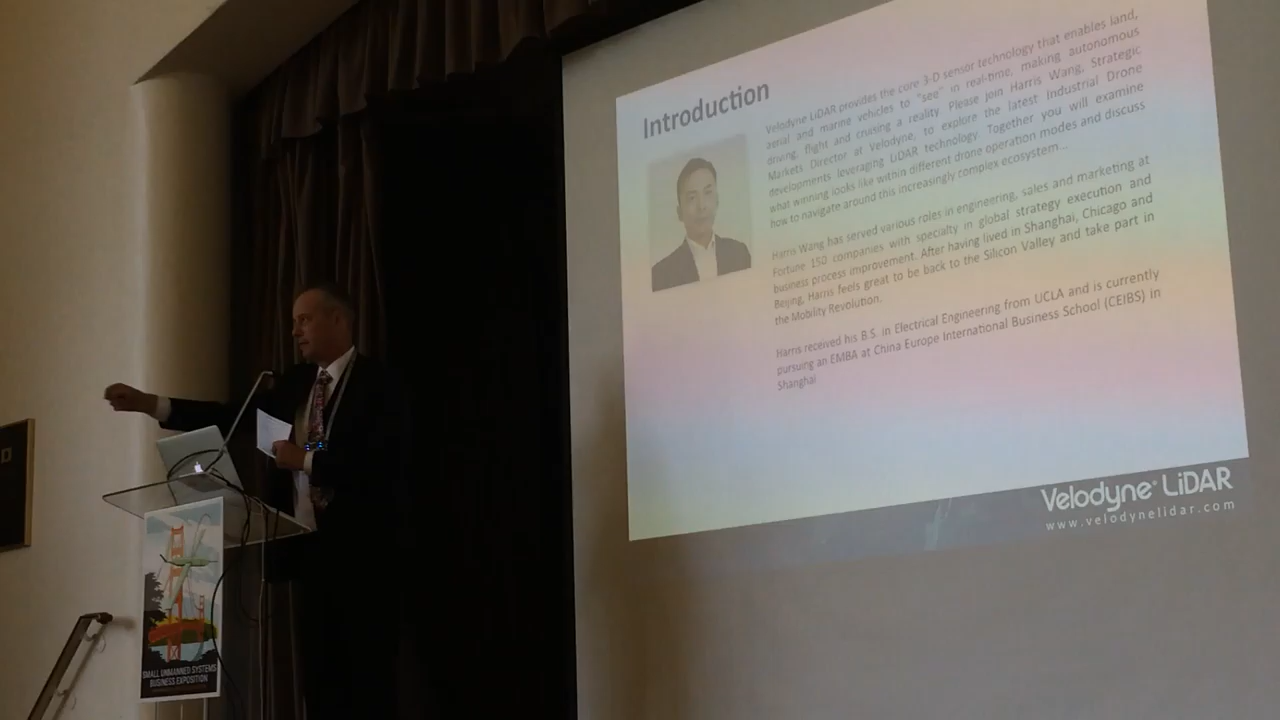 Introduction
Velodyne LiDAR provides the core 3-D sensor technology that enables land,
aerial and marine vehicles to "see" in real-time, making autonomous
driving, flight and cruising a reality. Please join Harris Wang, Strategic
Markets Director at Velodyne, to explore the latest Industrial Drone
developments leveraging LiDAR technology. Together you will examine
what winning looks like within different drone operation modes and discuss
how to navigate around this increasingly complex ecosystem...
Harris Wang has served various roles in engineering, sales and marketing at
Fortune 150 companies with specialty in global strategy execution and
business process improvement. After having lived in Shanghai, Chicago and
Beijing, Harris feels great to be back to the Silicon Valley and take part in
the Mobility Revolution.
Harris received his B.S. in Electrical Engineering from UCLA and is currently
pursuing an EMBA at China Europe International Business School (CEIBS) in
Shanghai
Velodyne LiDAR
www.velodynelidar.com
SMALL UNMANNED SYSTEMS
BUSINESS EXPOSITION